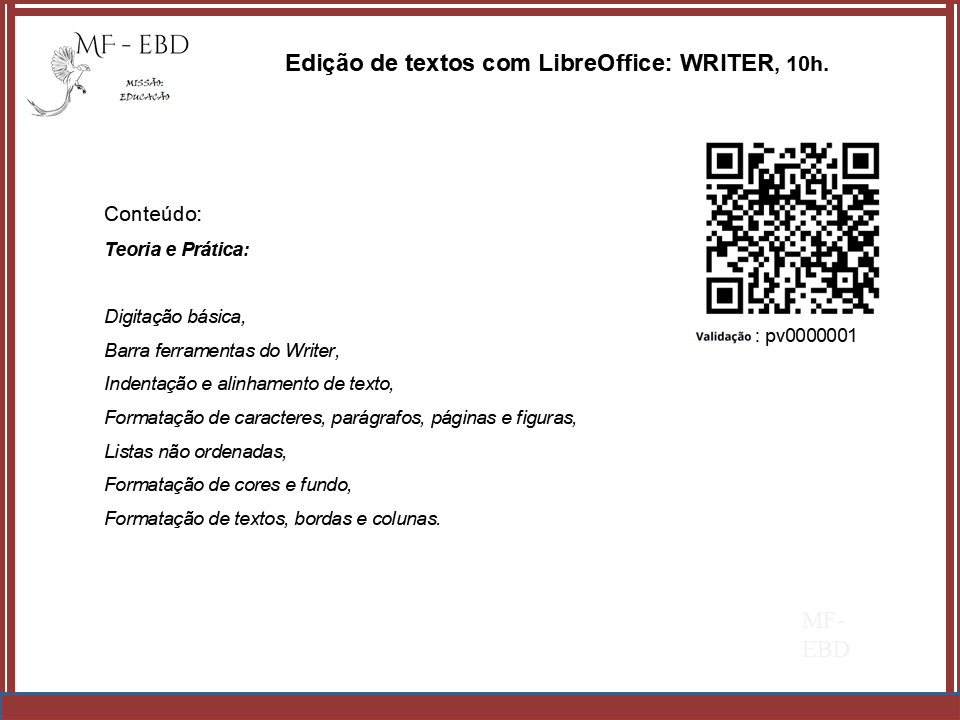 MF - EBD
MISSÃO:
EDUCAÇÃO
Edição de textos com LibreOffice: WRITER, 10h.
Conteúdo:
Teoria e Prática:
Digitação básica,
Barra ferramentas do Writer,
Indentação e alinhamento de texto,
Formatação de caracteres, parágrafos, páginas e figuras,
Listas não ordenadas,
Formatação de cores e fundo,
Formatação de textos, bordas e colunas.
Validação : pv0000001
MF-
EBD